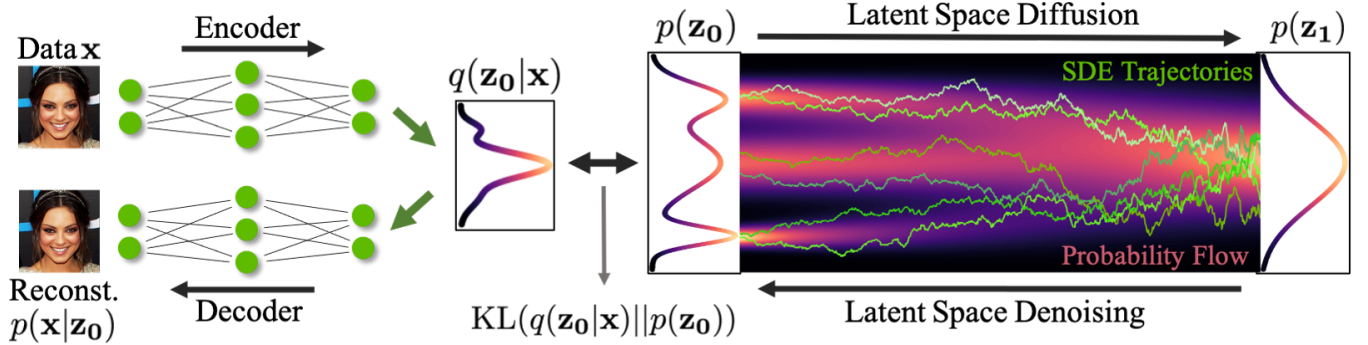 Data x
Encoder
q(z₀|x)
p(z₀)
Latent Space Diffusion
p(z₁)
SDE Trajectories
Probability Flow
Reconst.
p(x|z₀)
Decoder
KL(q(z₀|x)||p(z₀))
Latent Space Denoising